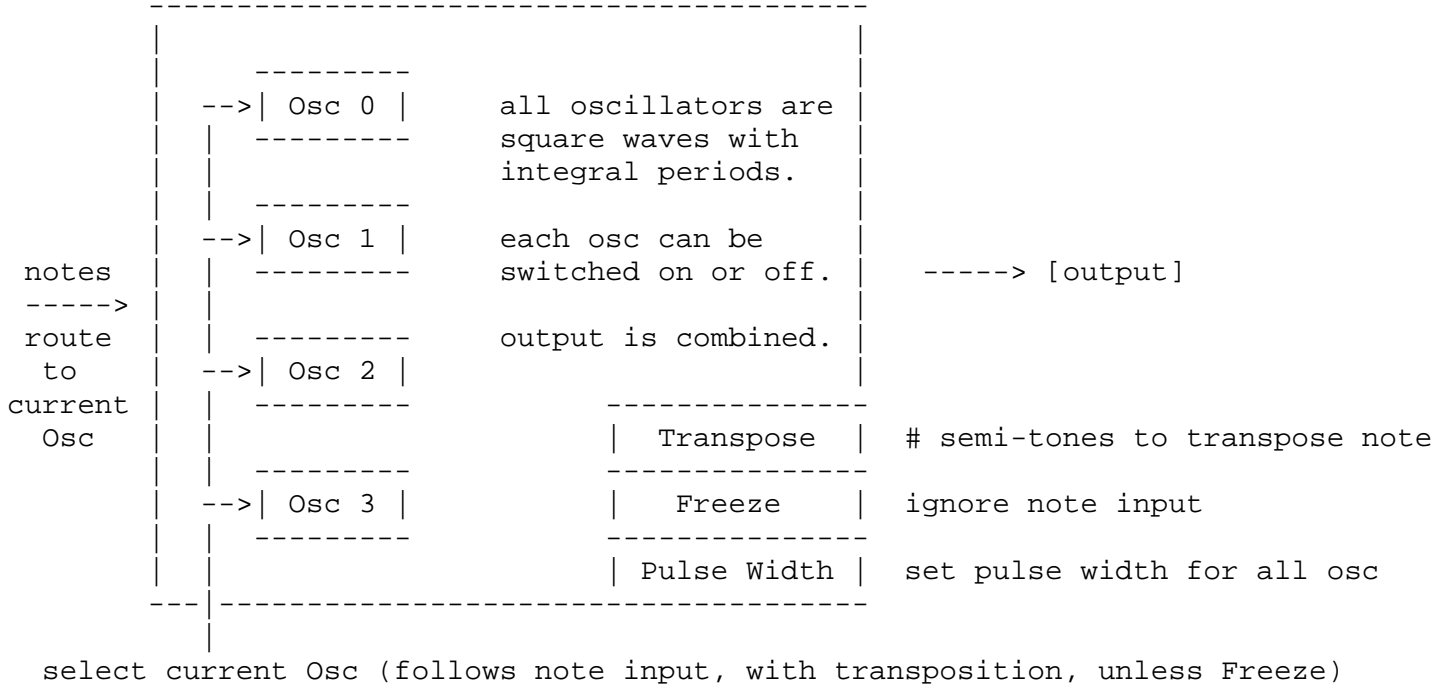 --> | Osc 0 | all oscillators are
square waves with
integral periods.
--> | Osc 1 | each osc can be
notes switched on or off. -----> [output]
----->
route output is combined.
to --> | Osc 2 |
current
Osc | Transpose | # semi-tones to transpose note
--> | Osc 3 | | Freeze | ignore note input
| Pulse Width | set pulse width for all osc
select current Osc (follows note input, with transposition, unless Freeze)